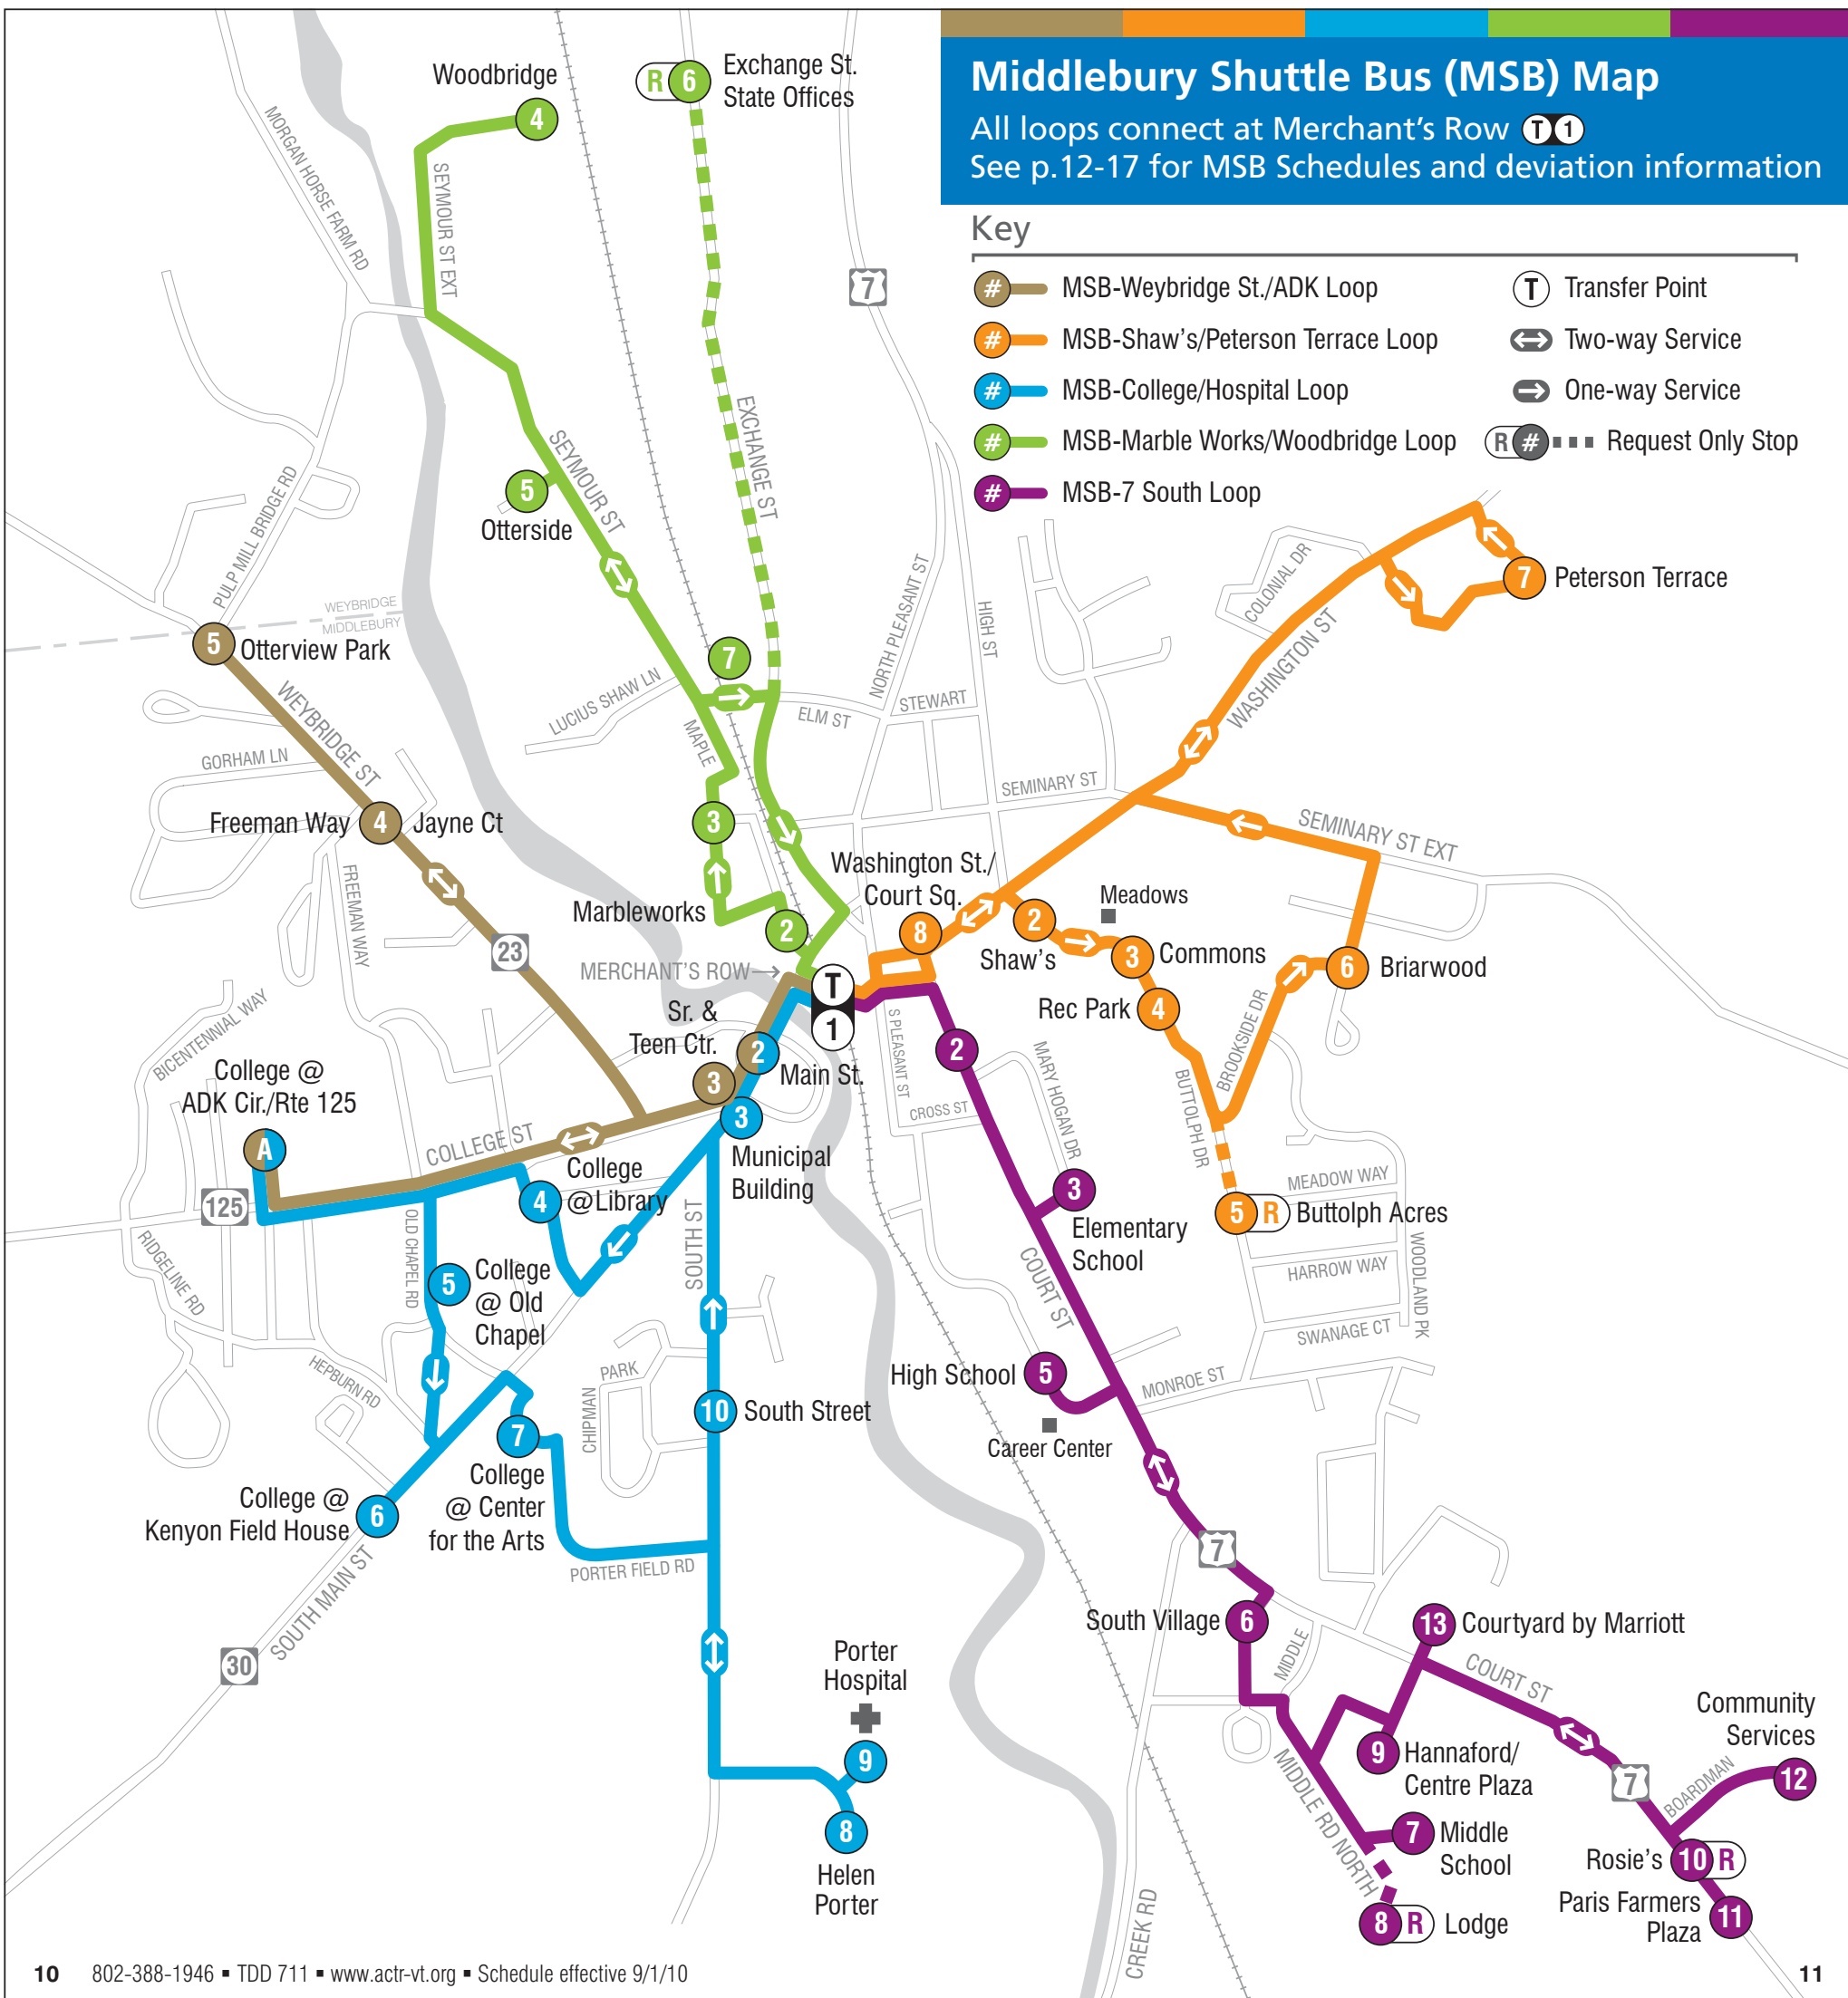 Middlebury Shuttle Bus (MSB) Map
All loops connect at Merchant's Row T 1
See p.12-17 for MSB Schedules and deviation information
Key
# MSB-Weybridge St./ADK Loop
# MSB-Shaw's/Peterson Terrace Loop
# MSB-College/Hospital Loop
# MSB-Marble Works/Woodbridge Loop
# MSB-7 South Loop
T Transfer Point
Two-way Service
One-way Service
R # Request Only Stop
Woodbridge
4
R 6
Exchange St.
State Offices
MORGAN HORSE FARM RD
SEYMOUR ST EXT
7
EXCHANGE ST
SEYMOUR ST
5
Otterside
PULP MILL BRIDGE RD
WEYBRIDGE
MIDDLEBURY
5 Otterview Park
WEYBRIDGE ST
7
LUCIUS SHAW LN
MAPLE
ELM ST
STEWART
NORTH PLEASANT ST
HIGH ST
COLONIAL DR
WASHINGTON ST
7 Peterson Terrace
GORHAM LN
Freeman Way 4 Jayne Ct
3
SEMINARY ST
SEMINARY ST EXT
FREEMAN WAY
23
Marbleworks
2
Washington St./
Court Sq.
8
2
Shaw's
Meadows
3 Commons
Rec Park 4
6 Briarwood
BROOKSIDE DR
BUTTOLPH DR
MERCHANT'S ROW
T
1
Sr. &
Teen Ctr.
2
3
Main St.
S PLEASANT ST
2
MARY HOGAN DR
CROSS ST
BICENTENNIAL WAY
College @
ADK Cir./Rte 125
A
COLLEGE ST
3
Municipal
Building
125
College
@Library
4
OLD CHAPEL RD
RIDGELINE RD
5
College
@ Old
Chapel
SOUTH ST
3
Elementary
School
MEADOW WAY
5 R Buttolph Acres
HARROW WAY
WOODLAND PK
SWANAGE CT
COURT ST
HEPBURN RD
PARK
CHIPMAN
High School 5
MONROE ST
10 South Street
Career Center
7
College
@ Center
for the Arts
College @
Kenyon Field House
6
PORTER FIELD RD
SOUTH MAIN ST
30
7
South Village 6
MIDDLE
13 Courtyard by Marriott
COURT ST
Porter
Hospital
9
8
Helen
Porter
9 Hannaford/
Centre Plaza
7
Community
Services
12
BOARDMAN
MIDDLE RD NORTH
7 Middle
School
Rosie's 10 R
Paris Farmers
Plaza
11
8 R Lodge
CREEK RD
10 802-388-1946 ▪ TDD 711 ▪ www.actr-vt.org ▪ Schedule effective 9/1/10
11